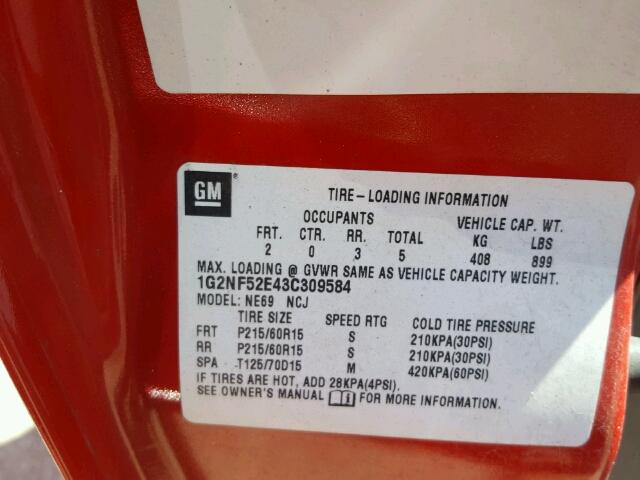 GM
TIRE-LOADING INFORMATION
OCCUPANTS VEHICLE CAP. WT.
FRT. CTR. RR. TOTAL KG LBS
2 0 3 5 408 899
MAX. LOADING @ GVWR SAME AS VEHICLE CAPACITY WEIGHT.
1G2NF52E43C309584
MODEL: NE69 NCJ
TIRE SIZE SPEED RTG COLD TIRE PRESSURE
FRT P215/60R15 S 210KPA(30PSI)
RR P215/60R15 S 210KPA(30PSI)
SPA T125/70D15 M 420KPA(60PSI)
IF TIRES ARE HOT, ADD 28KPA(4PSI).
SEE OWNER'S MANUAL FOR MORE INFORMATION.